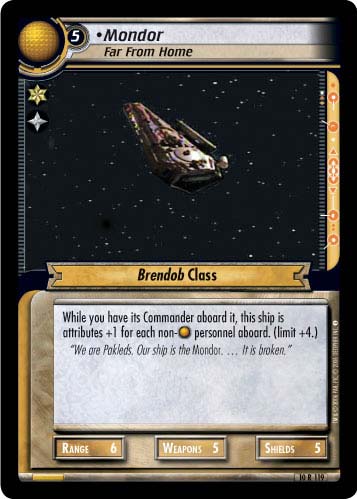 5 •Mondor
Far From Home
Brendob Class
While you have its Commander aboard it, this ship is
attributes +1 for each non- personnel aboard. (limit +4.)
"We are Pakleds. Our ship is the Mondor. … It is broken."
RANGE 6 WEAPONS 5 SHIELDS 5
10 R 119